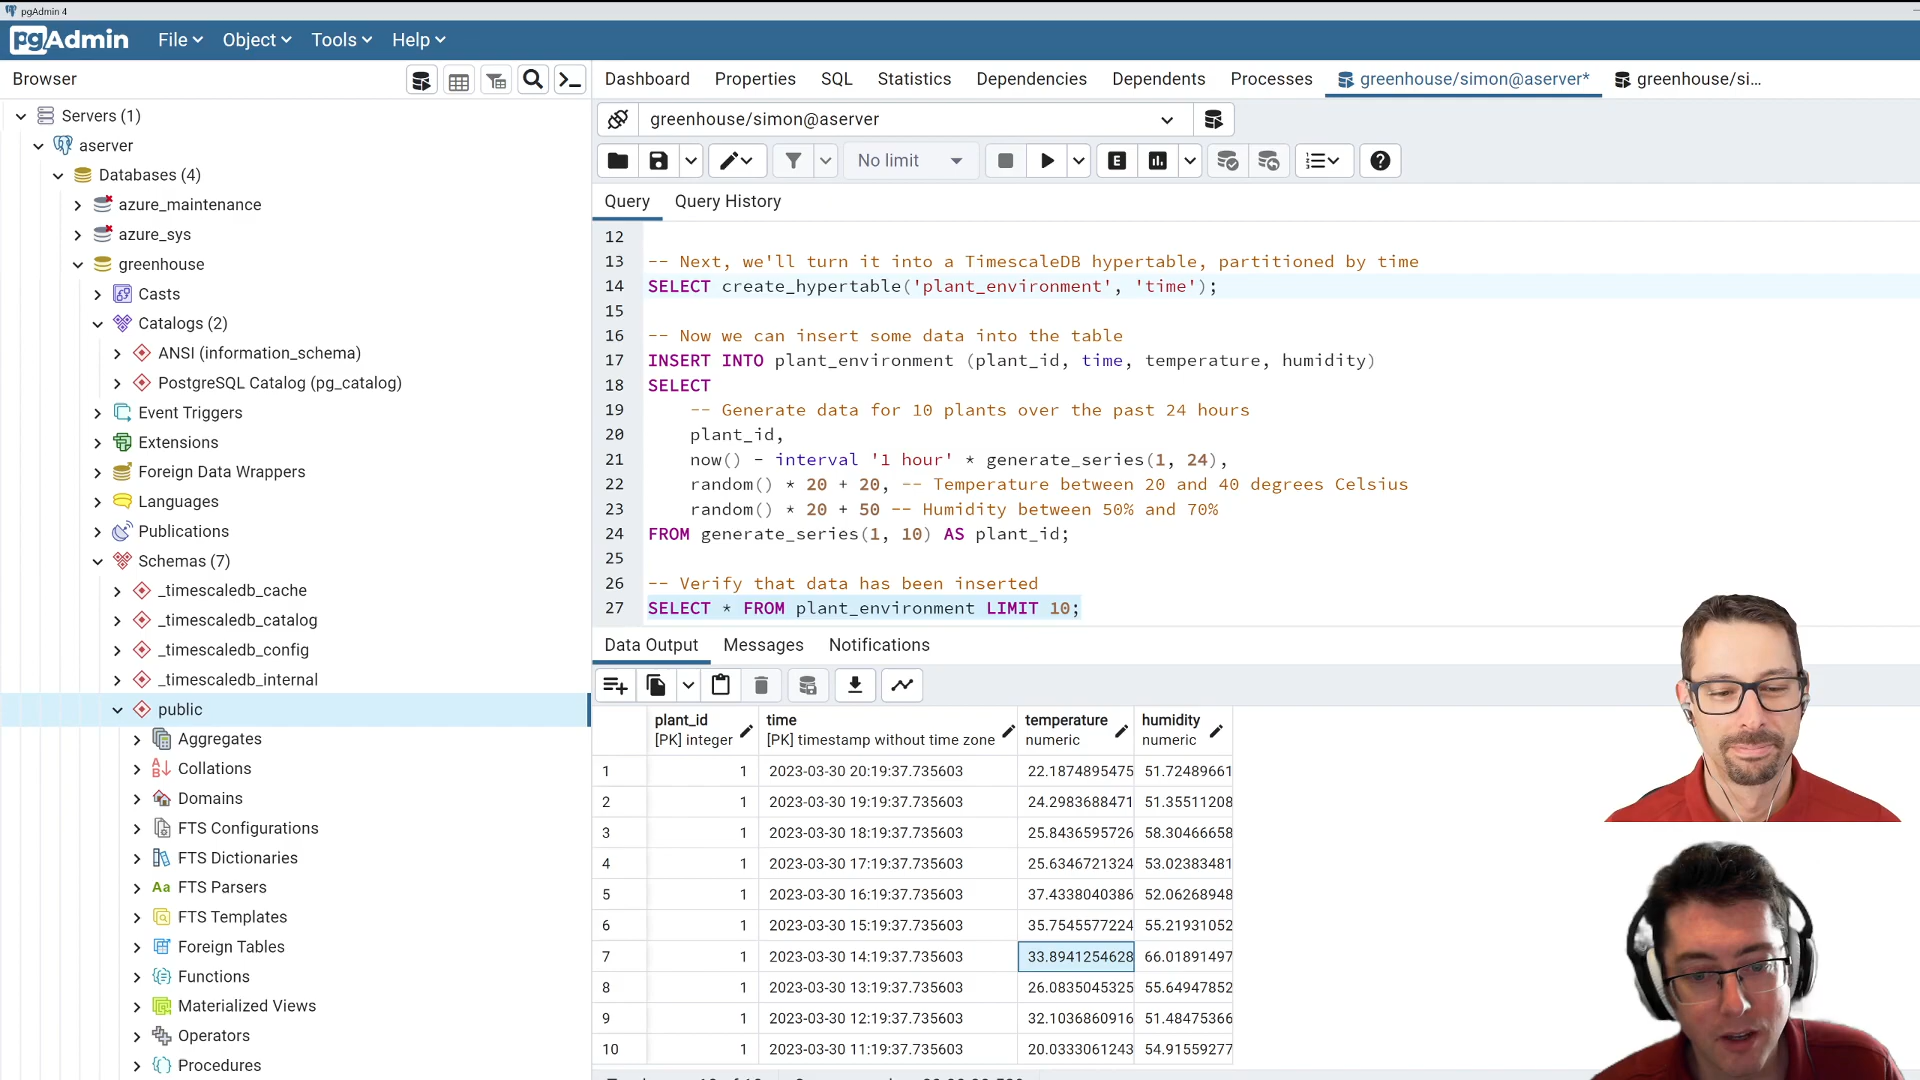 pgAdmin 4
pgAdmin
File
Object
Tools
Help
Browser
Dashboard
Properties
SQL
Statistics
Dependencies
Dependents
Processes
greenhouse/simon@aserver*
greenhouse/si...
Servers (1)
aserver
Databases (4)
azure_maintenance
azure_sys
greenhouse
Casts
Catalogs (2)
ANSI (information_schema)
PostgreSQL Catalog (pg_catalog)
Event Triggers
Extensions
Foreign Data Wrappers
Languages
Publications
Schemas (7)
_timescaledb_cache
_timescaledb_catalog
_timescaledb_config
_timescaledb_internal
public
Aggregates
Collations
Domains
FTS Configurations
FTS Dictionaries
Aa FTS Parsers
FTS Templates
Foreign Tables
Functions
Materialized Views
Operators
Procedures
greenhouse/simon@aserver
No limit
E
Query
Query History
12
13 -- Next, we'll turn it into a TimescaleDB hypertable, partitioned by time
14 SELECT create_hypertable('plant_environment', 'time');
15
16 -- Now we can insert some data into the table
17 INSERT INTO plant_environment (plant_id, time, temperature, humidity)
18 SELECT
19 -- Generate data for 10 plants over the past 24 hours
20 plant_id,
21 now() - interval '1 hour' * generate_series(1, 24),
22 random() * 20 + 20, -- Temperature between 20 and 40 degrees Celsius
23 random() * 20 + 50 -- Humidity between 50% and 70%
24 FROM generate_series(1, 10) AS plant_id;
25
26 -- Verify that data has been inserted
27 SELECT * FROM plant_environment LIMIT 10;
Data Output
Messages
Notifications
plant_id time temperature humidity
[PK] integer [PK] timestamp without time zone numeric numeric
1 1 2023-03-30 20:19:37.735603 22.1874895475 51.72489661
2 1 2023-03-30 19:19:37.735603 24.2983688471 51.35511208
3 1 2023-03-30 18:19:37.735603 25.8436595726 58.30466658
4 1 2023-03-30 17:19:37.735603 25.6346721324 53.02383481
5 1 2023-03-30 16:19:37.735603 37.4338040386 52.06268948
6 1 2023-03-30 15:19:37.735603 35.7545577224 55.21931052
7 1 2023-03-30 14:19:37.735603 33.8941254628 66.01891497
8 1 2023-03-30 13:19:37.735603 26.0835045325 55.64947852
9 1 2023-03-30 12:19:37.735603 32.1036860916 51.48475366
10 1 2023-03-30 11:19:37.735603 20.0333061243 54.91559277